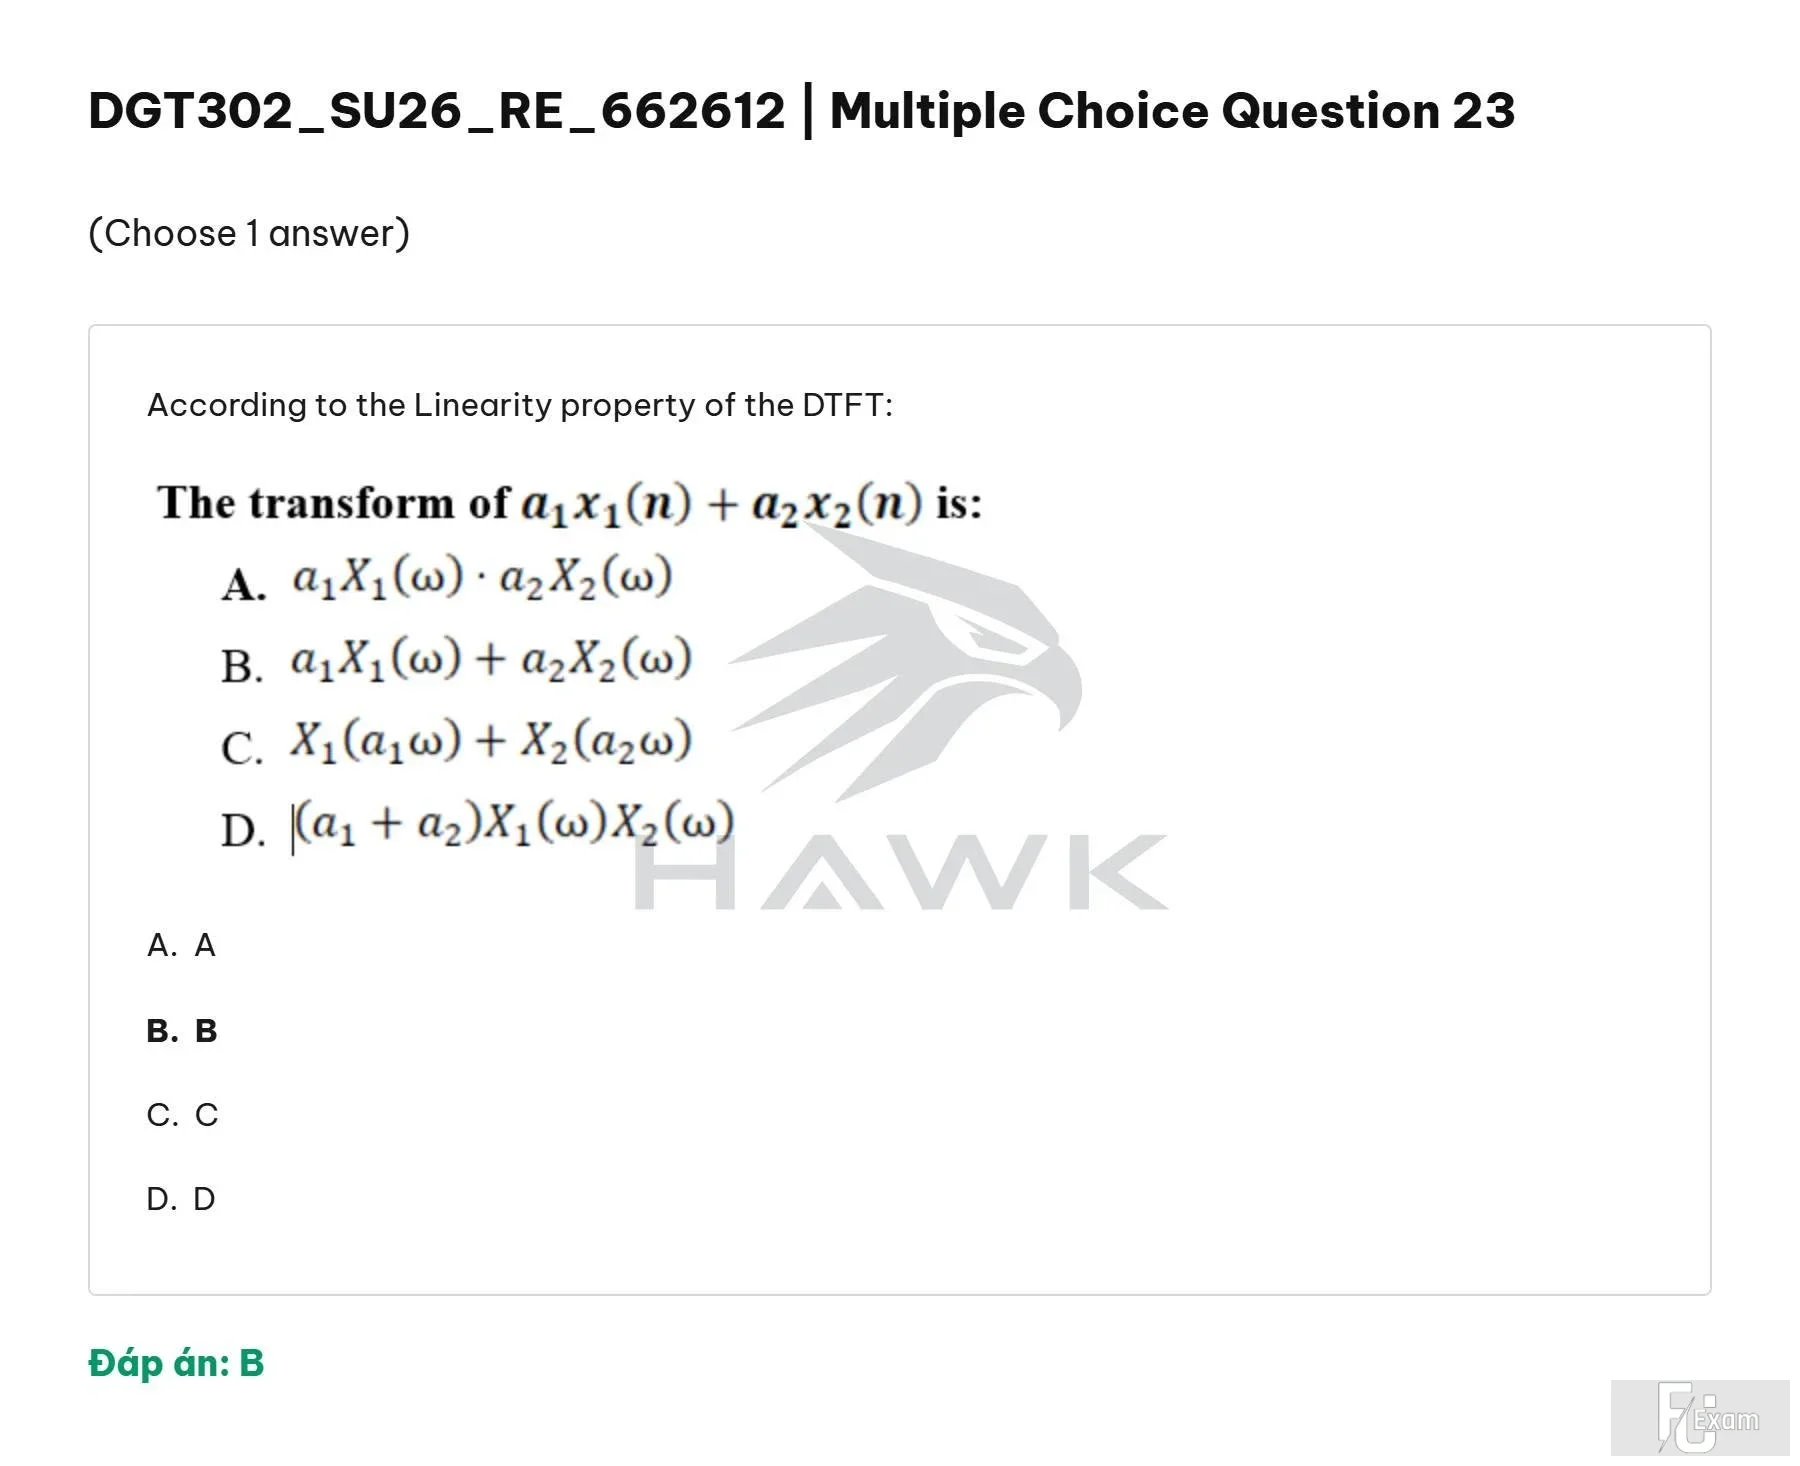 DGT302_SU26_RE_662612 | Multiple Choice Question 23
(Choose 1 answer)
According to the Linearity property of the DTFT:
The transform of a₁x₁(n) + a₂x₂(n) is:
A. a₁X₁(ω) · a₂X₂(ω)
B. a₁X₁(ω) + a₂X₂(ω)
C. X₁(a₁ω) + X₂(a₂ω)
D. (a₁ + a₂)X₁(ω)X₂(ω)
HAWK
A. A
B. B
C. C
D. D
Đáp án: B
FU Exam